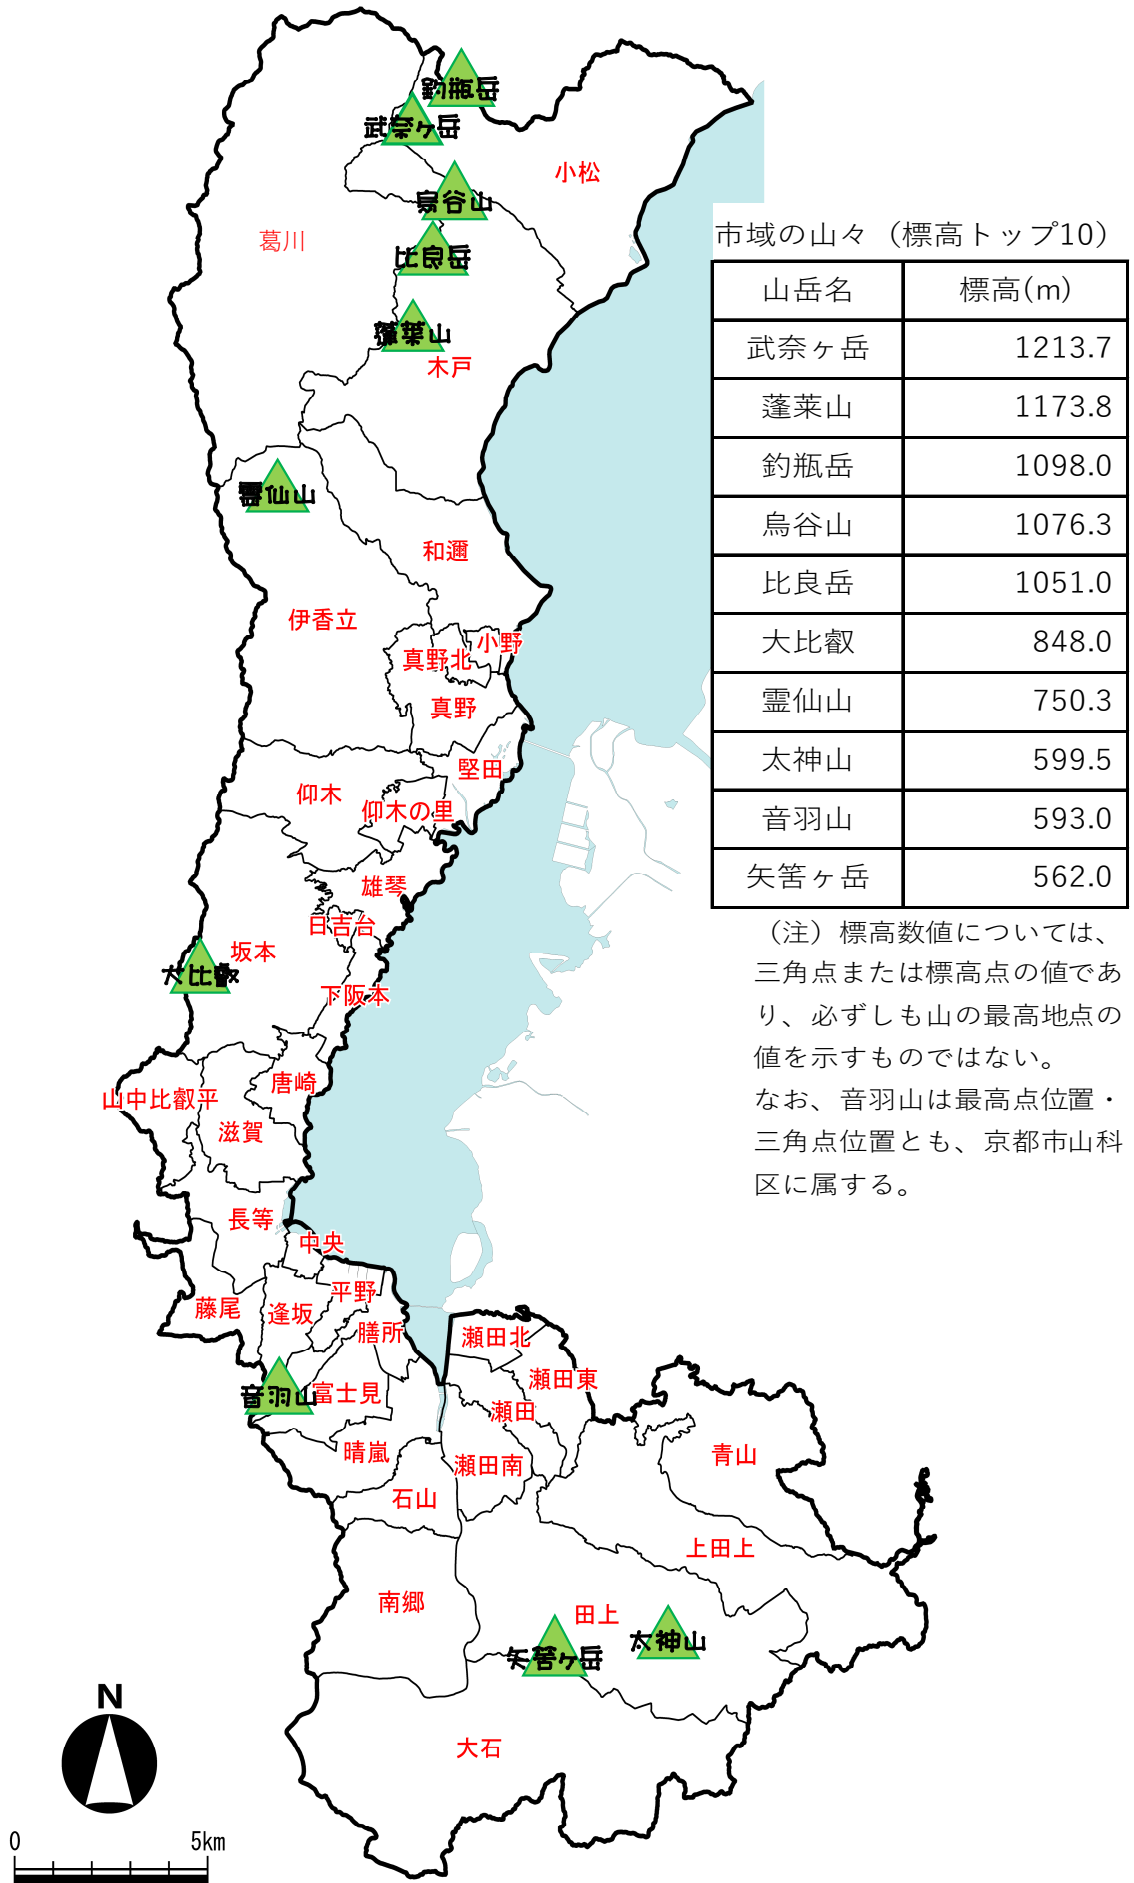 釣瓶岳
武奈ヶ岳
小松
烏谷山
葛川
比良岳
蓬莱山
木戸
霊仙山
和邇
伊香立
小野
真野北
真野
堅田
仰木
仰木の里
雄琴
日吉台
坂本
大比叡
下阪本
唐崎
山中比叡平
滋賀
長等
中央
平野
藤尾
逢坂
膳所
瀬田北
瀬田東
音羽山
富士見
瀬田
晴嵐
瀬田南
青山
石山
上田上
南郷
田上
矢筈ヶ岳
太神山
大石
N
0 5km
市域の山々（標高トップ10）
山岳名 標高(m)
武奈ヶ岳 1213.7
蓬莱山 1173.8
釣瓶岳 1098.0
烏谷山 1076.3
比良岳 1051.0
大比叡 848.0
霊仙山 750.3
太神山 599.5
音羽山 593.0
矢筈ヶ岳 562.0
（注）標高数値については、
三角点または標高点の値であ
り、必ずしも山の最高地点の
値を示すものではない。
なお、音羽山は最高点位置・
三角点位置とも、京都市山科
区に属する。